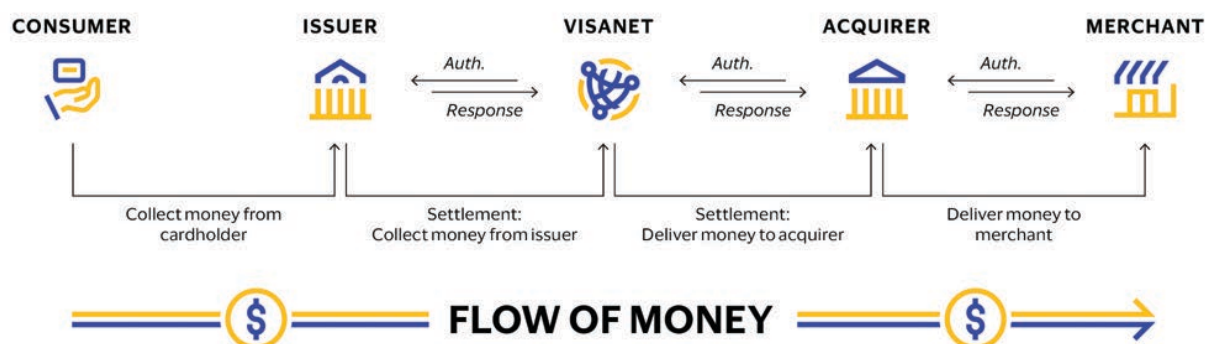 CONSUMER
ISSUER
VISANET
ACQUIRER
MERCHANT
Auth.
Response
Auth.
Response
Auth.
Response
Collect money from
cardholder
Settlement:
Collect money from issuer
Settlement:
Deliver money to acquirer
Deliver money to
merchant
$ FLOW OF MONEY $